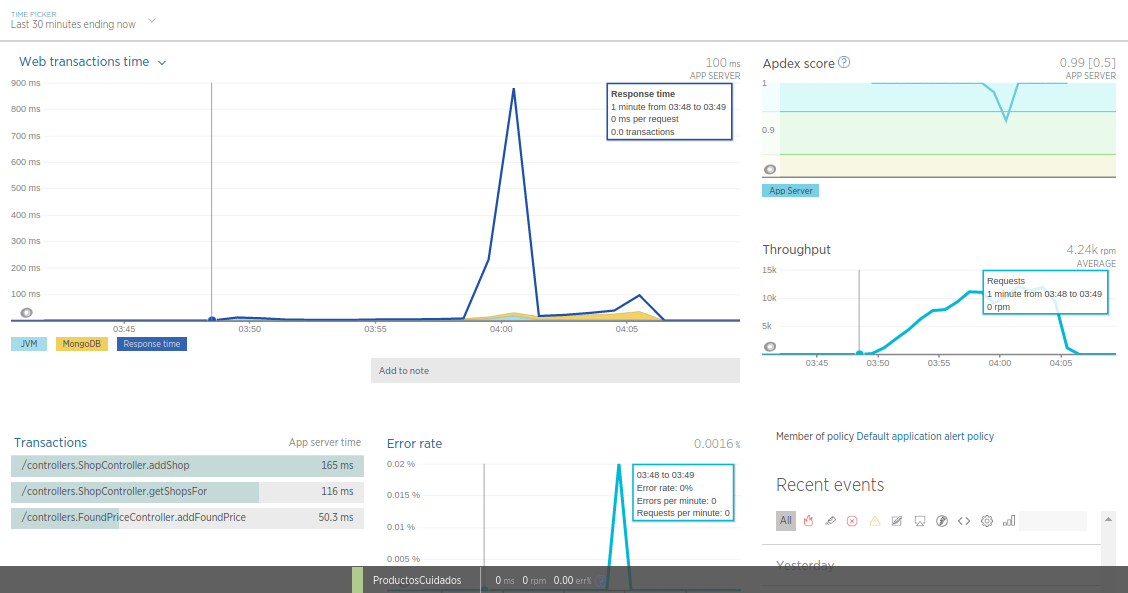 TIME PICKER
Last 30 minutes ending now
Web transactions time
100 ms
APP SERVER
900 ms
800 ms
700 ms
600 ms
500 ms
400 ms
300 ms
200 ms
100 ms
Response time
1 minute from 03:48 to 03:49
0 ms per request
0.0 transactions
03:45
03:50
03:55
04:00
04:05
JVM
MongoDB
Response time
Add to note
Apdex score ?
0.99 [0.5]
APP SERVER
1
0.9
App Server
Throughput
4.24k rpm
AVERAGE
15k
10k
5k
Requests
1 minute from 03:48 to 03:49
0 rpm
03:45
03:50
03:55
04:00
04:05
Transactions
App server time
/controllers.ShopController.addShop 165 ms
/controllers.ShopController.getShopsFor 116 ms
/controllers.FoundPriceController.addFoundPrice 50.3 ms
Error rate
0.0016 %
0.02 %
0.015 %
0.01 %
0.005 %
03:48 to 03:49
Error rate: 0%
Errors per minute: 0
Requests per minute: 0
Member of policy Default application alert policy
Recent events
All
Yesterday
ProductosCuidados
0 ms 0 rpm 0.00 err%